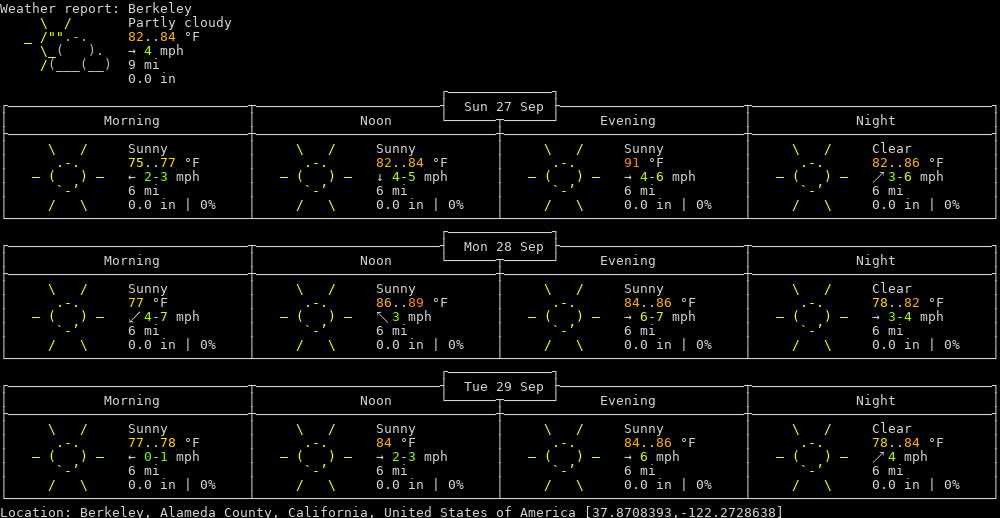 Weather report: Berkeley
Partly cloudy
82..84 °F
→ 4 mph
9 mi
0.0 in
Sun 27 Sep
Morning Noon Evening Night
Sunny Sunny Sunny Clear
75..77 °F 82..84 °F 91 °F 82..86 °F
← 2-3 mph ↓ 4-5 mph → 4-6 mph ↗ 3-6 mph
6 mi 6 mi 6 mi 6 mi
0.0 in | 0% 0.0 in | 0% 0.0 in | 0% 0.0 in | 0%
Mon 28 Sep
Morning Noon Evening Night
Sunny Sunny Sunny Clear
77 °F 86..89 °F 84..86 °F 78..82 °F
↙ 4-7 mph ↖ 3 mph → 6-7 mph → 3-4 mph
6 mi 6 mi 6 mi 6 mi
0.0 in | 0% 0.0 in | 0% 0.0 in | 0% 0.0 in | 0%
Tue 29 Sep
Morning Noon Evening Night
Sunny Sunny Sunny Clear
77..78 °F 84 °F 84..86 °F 78..84 °F
← 0-1 mph → 2-3 mph → 6 mph ↗ 4 mph
6 mi 6 mi 6 mi 6 mi
0.0 in | 0% 0.0 in | 0% 0.0 in | 0% 0.0 in | 0%
Location: Berkeley, Alameda County, California, United States of America [37.8708393,-122.2728638]